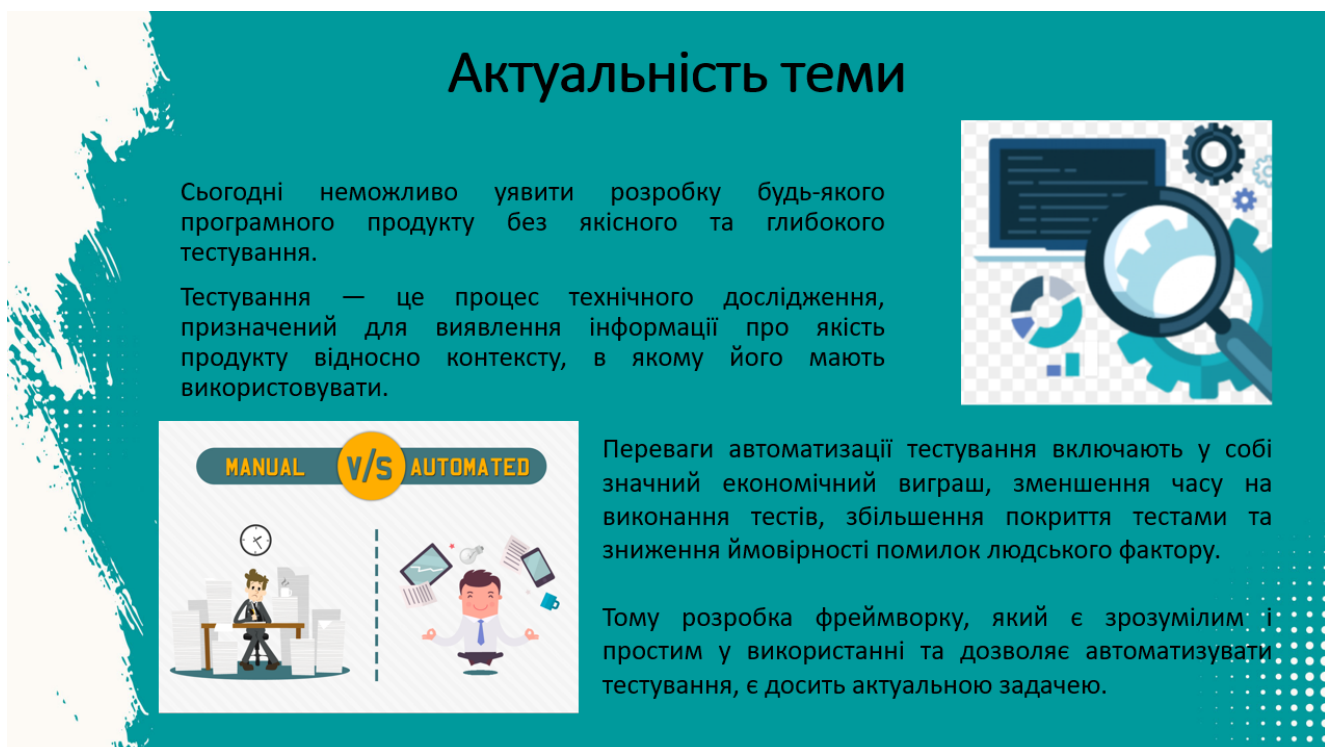 Актуальність теми
Сьогодні неможливо уявити розробку будь-якого
програмного продукту без якісного та глибокого
тестування.
Тестування — це процес технічного дослідження,
призначений для виявлення інформації про якість
продукту відносно контексту, в якому його мають
використовувати.
MANUAL V/S AUTOMATED
Переваги автоматизації тестування включають у собі
значний економічний виграш, зменшення часу на
виконання тестів, збільшення покриття тестами та
зниження ймовірності помилок людського фактору.
Тому розробка фреймворку, який є зрозумілим і
простим у використанні та дозволяє автоматизувати
тестування, є досить актуальною задачею.